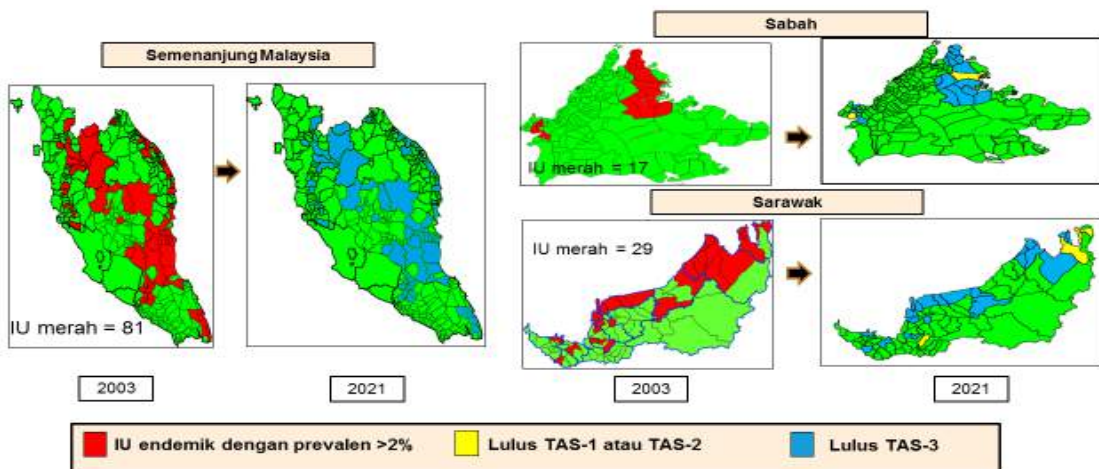 Semenanjung Malaysia
IU merah = 81
2003
2021
Sabah
IU merah = 17
Sarawak
IU merah = 29
2003
2021
IU endemik dengan prevalen >2%
Lulus TAS-1 atau TAS-2
Lulus TAS-3